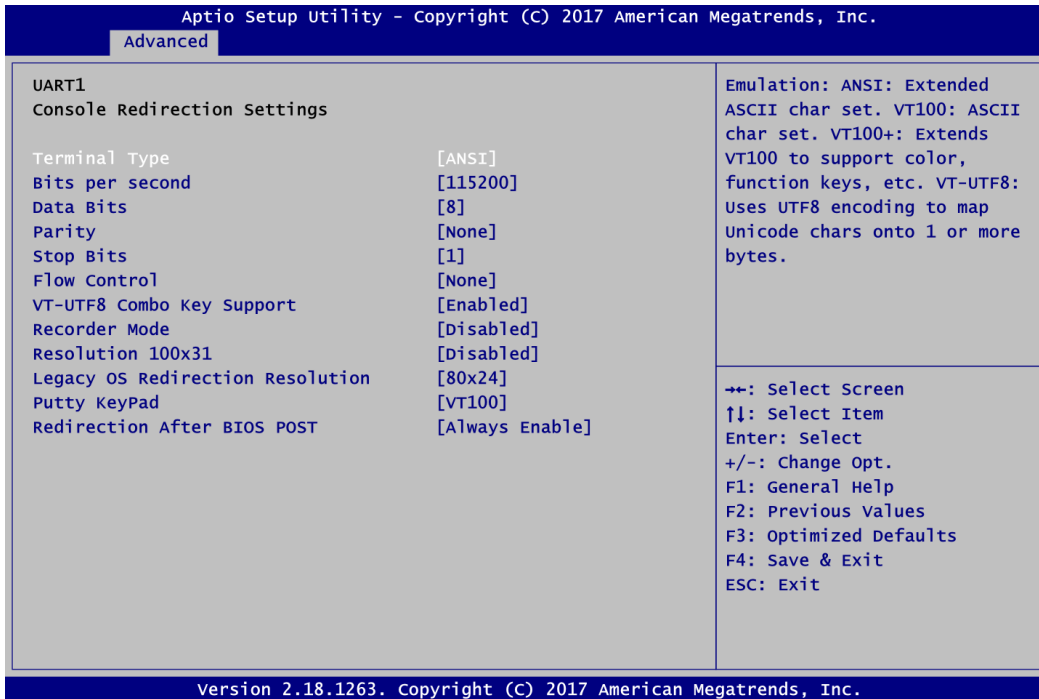 Aptio Setup Utility - Copyright (C) 2017 American Megatrends, Inc.
Advanced
UART1
Console Redirection Settings
Terminal Type [ANSI]
Bits per second [115200]
Data Bits [8]
Parity [None]
Stop Bits [1]
Flow Control [None]
VT-UTF8 Combo Key Support [Enabled]
Recorder Mode [Disabled]
Resolution 100x31 [Disabled]
Legacy OS Redirection Resolution [80x24]
Putty KeyPad [VT100]
Redirection After BIOS POST [Always Enable]
Emulation: ANSI: Extended
ASCII char set. VT100: ASCII
char set. VT100+: Extends
VT100 to support color,
function keys, etc. VT-UTF8:
Uses UTF8 encoding to map
Unicode chars onto 1 or more
bytes.
→←: Select Screen
↑↓: Select Item
Enter: Select
+/-: Change Opt.
F1: General Help
F2: Previous Values
F3: Optimized Defaults
F4: Save & Exit
ESC: Exit
Version 2.18.1263. Copyright (C) 2017 American Megatrends, Inc.